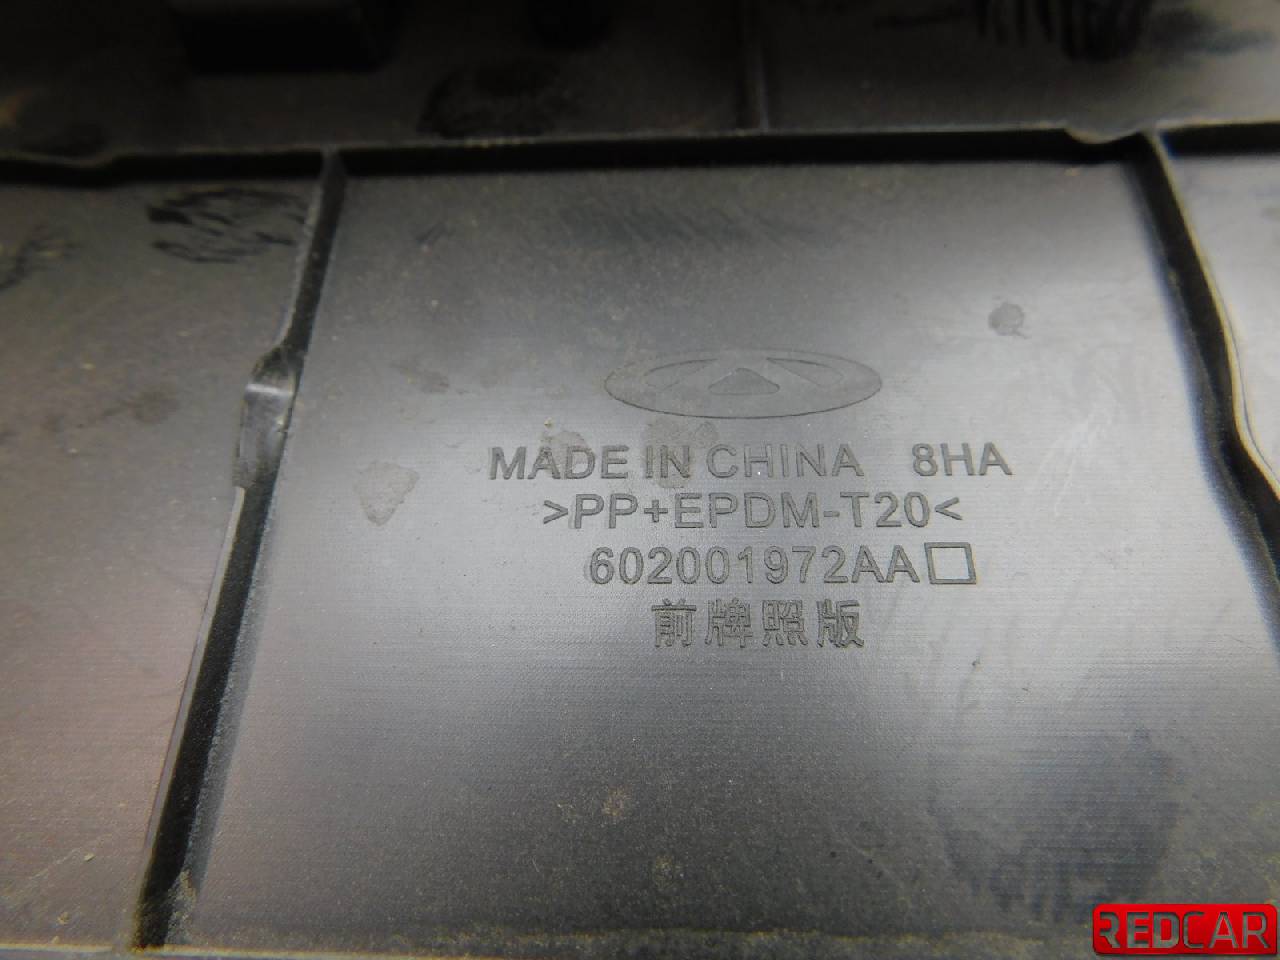 MADE IN CHINA 8HA
>PP+EPDM-T20<
602001972AA
前牌照版
REDCAR